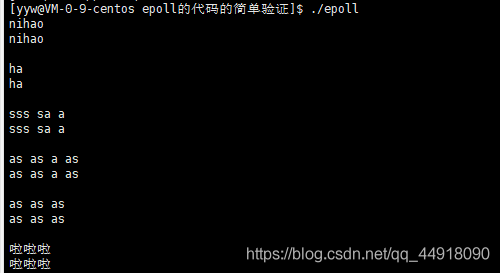 [yyw@VM-0-9-centos epoll的代码的简单验证]$ ./epoll
nihao
nihao
ha
ha
sss sa a
sss sa a
as as a as
as as a as
as as as
as as as
啦啦啦
啦啦啦
https://blog.csdn.net/qq_44918090